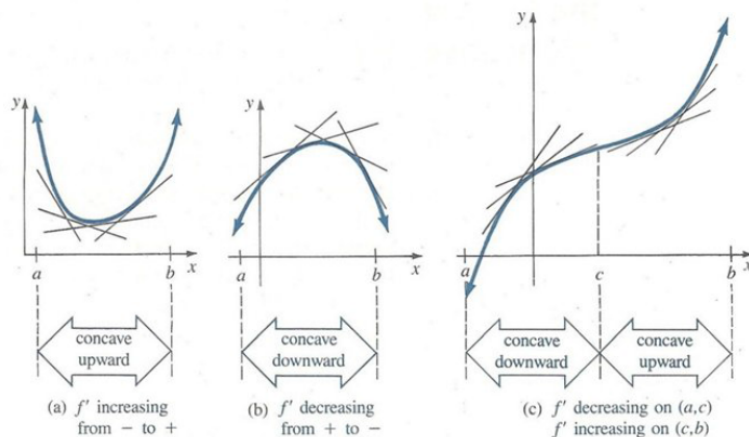 y
a
b
x
concave
upward
(a) f′ increasing
from − to +
y
a
b
x
concave
downward
(b) f′ decreasing
from + to −
y
a
c
b
x
concave
downward
concave
upward
(c) f′ decreasing on (a,c)
f′ increasing on (c,b)